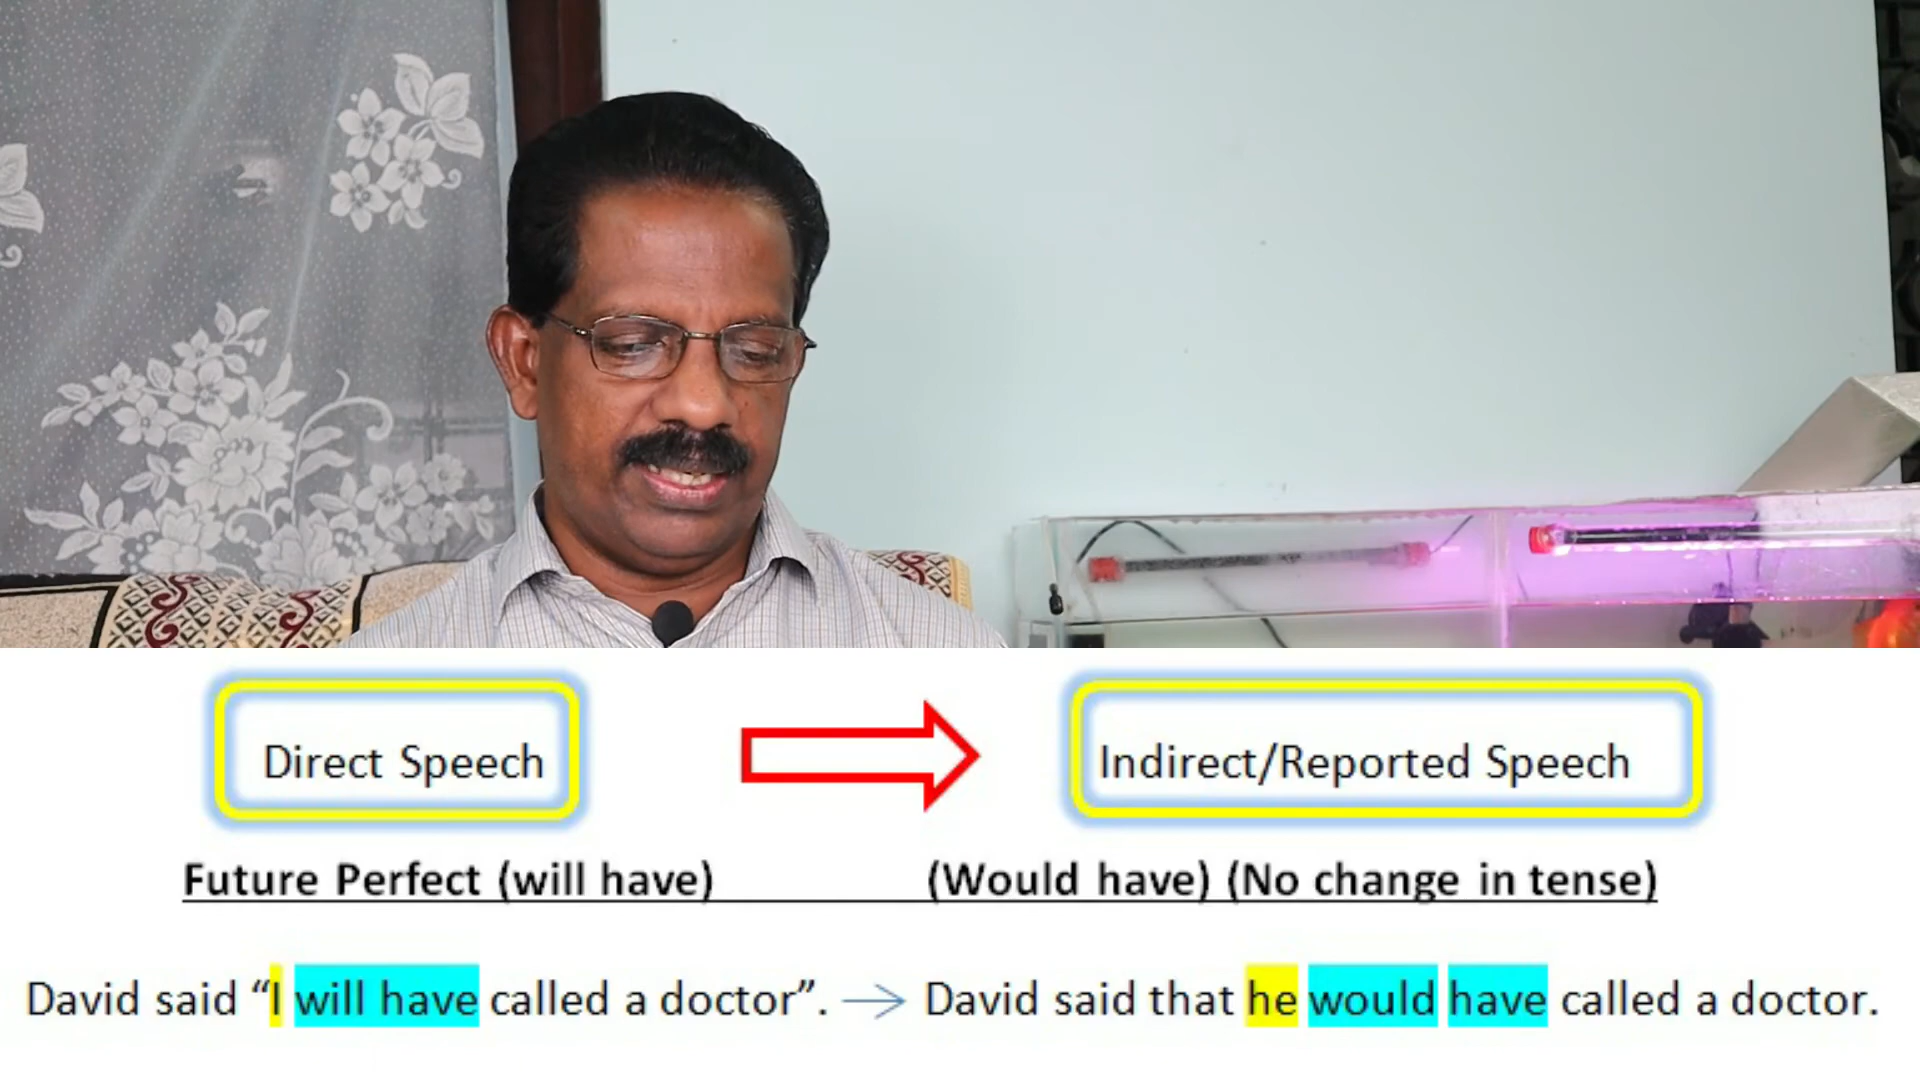 Direct Speech
Indirect/Reported Speech
Future Perfect (will have) (Would have) (No change in tense)
David said “I will have called a doctor”. → David said that he would have called a doctor.